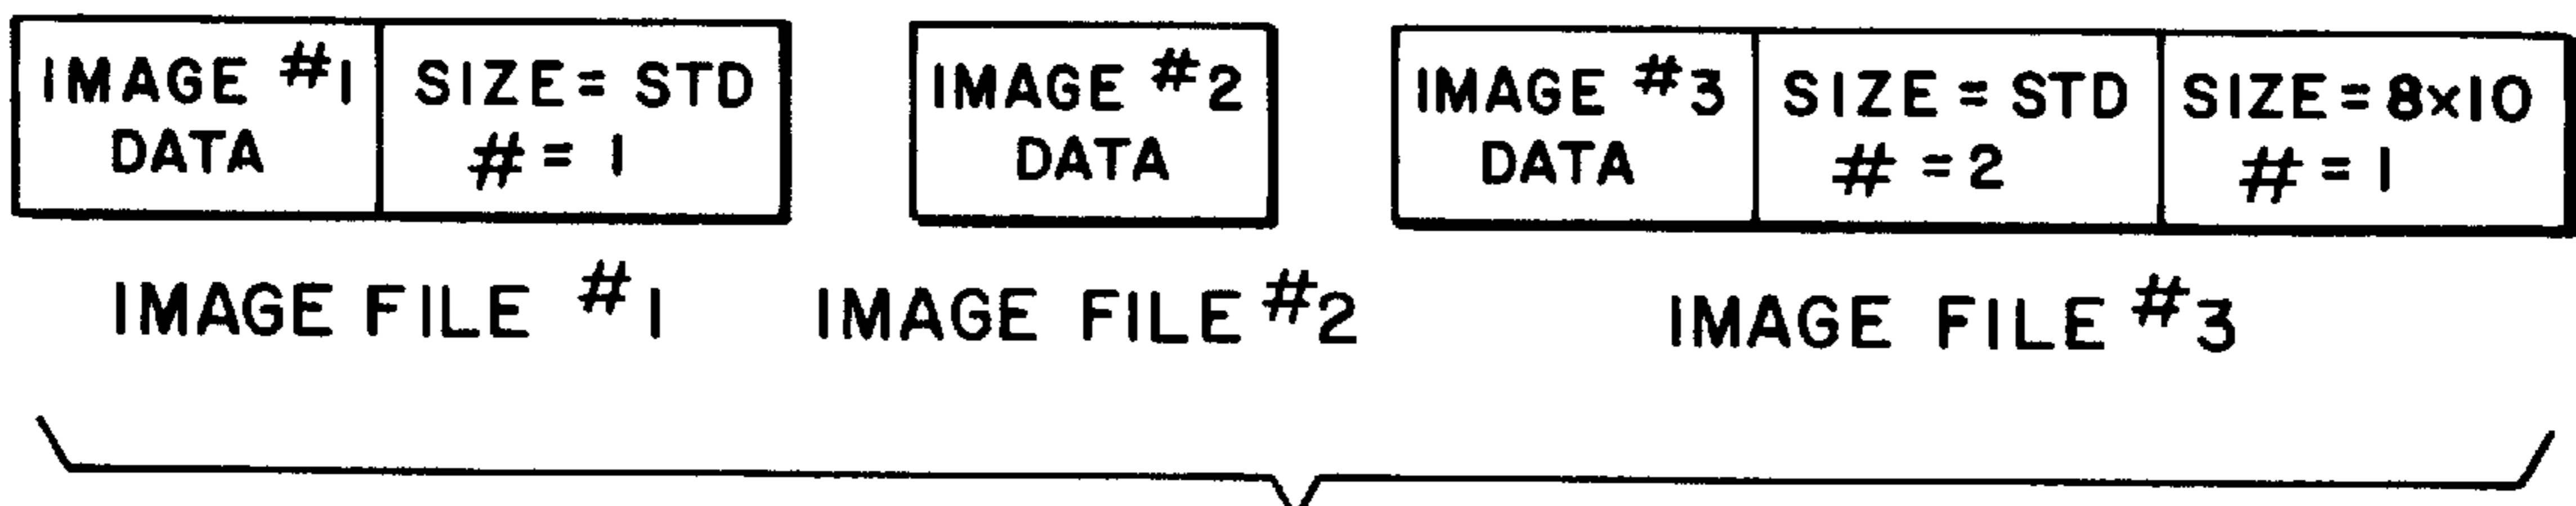 IMAGE #1
DATA
SIZE = STD
# = 1
IMAGE #2
DATA
IMAGE #3
DATA
SIZE = STD
# = 2
SIZE = 8x10
# = 1
IMAGE FILE #1
IMAGE FILE #2
IMAGE FILE #3